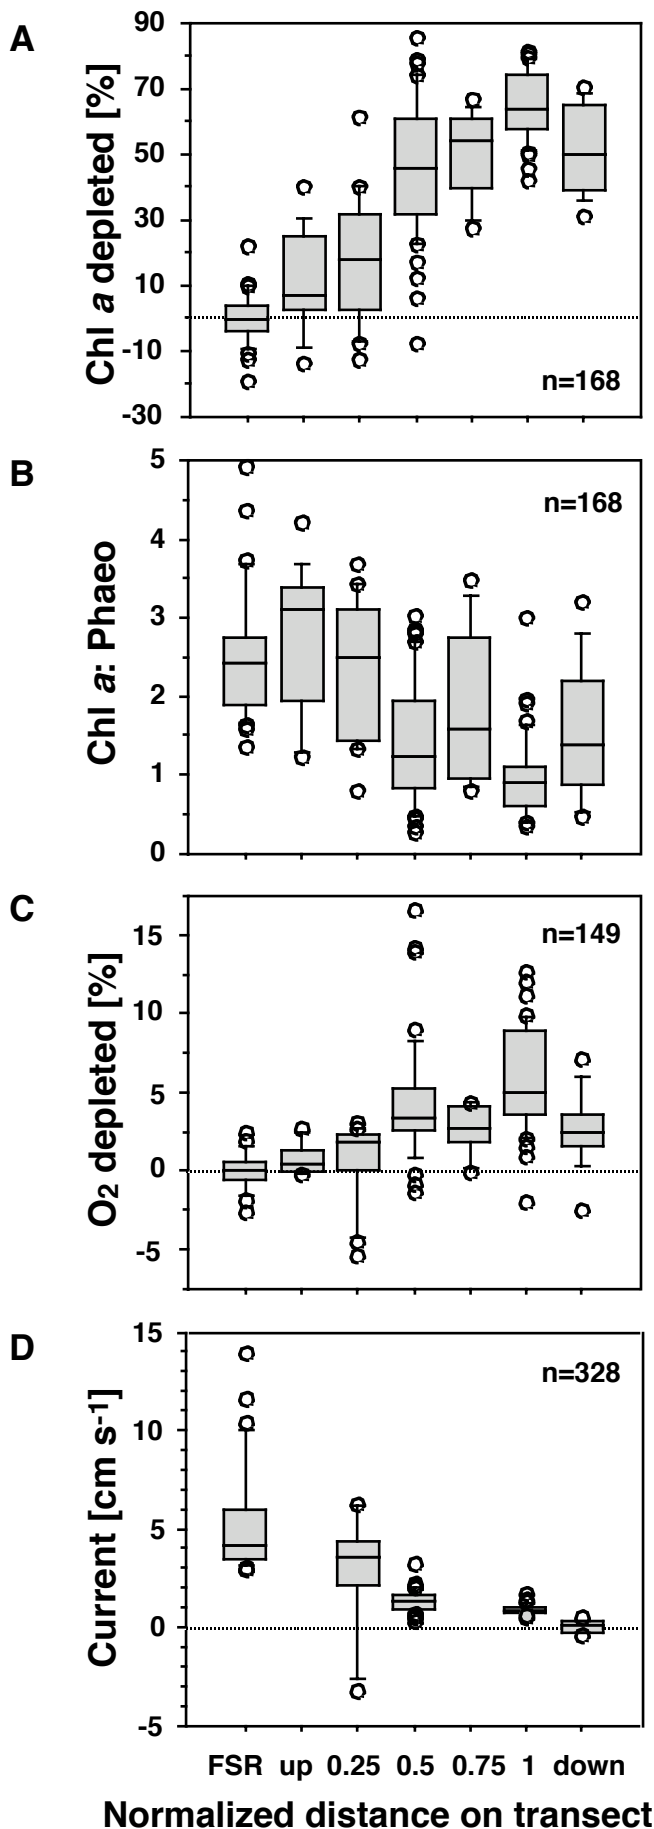 A
Chl a depleted [%]
90
70
50
30
10
-10
-30
n=168
B
Chl a: Phaeo
5
4
3
2
1
0
n=168
C
O2 depleted [%]
15
10
5
0
-5
n=149
D
Current [cm s-1]
15
10
5
0
-5
n=328
FSR up 0.25 0.5 0.75 1 down
Normalized distance on transect